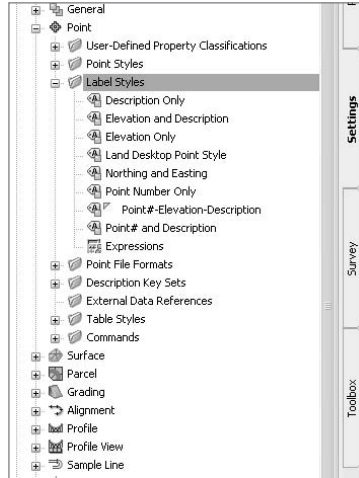 General
Point
User-Defined Property Classifications
Point Styles
Label Styles
Description Only
Elevation and Description
Elevation Only
Land Desktop Point Style
Northing and Easting
Point Number Only
Point#-Elevation-Description
Point# and Description
Expressions
Point File Formats
Description Key Sets
External Data References
Table Styles
Commands
Surface
Parcel
Grading
Alignment
Profile
Profile View
Sample Line
Settings
Survey
Toolbox